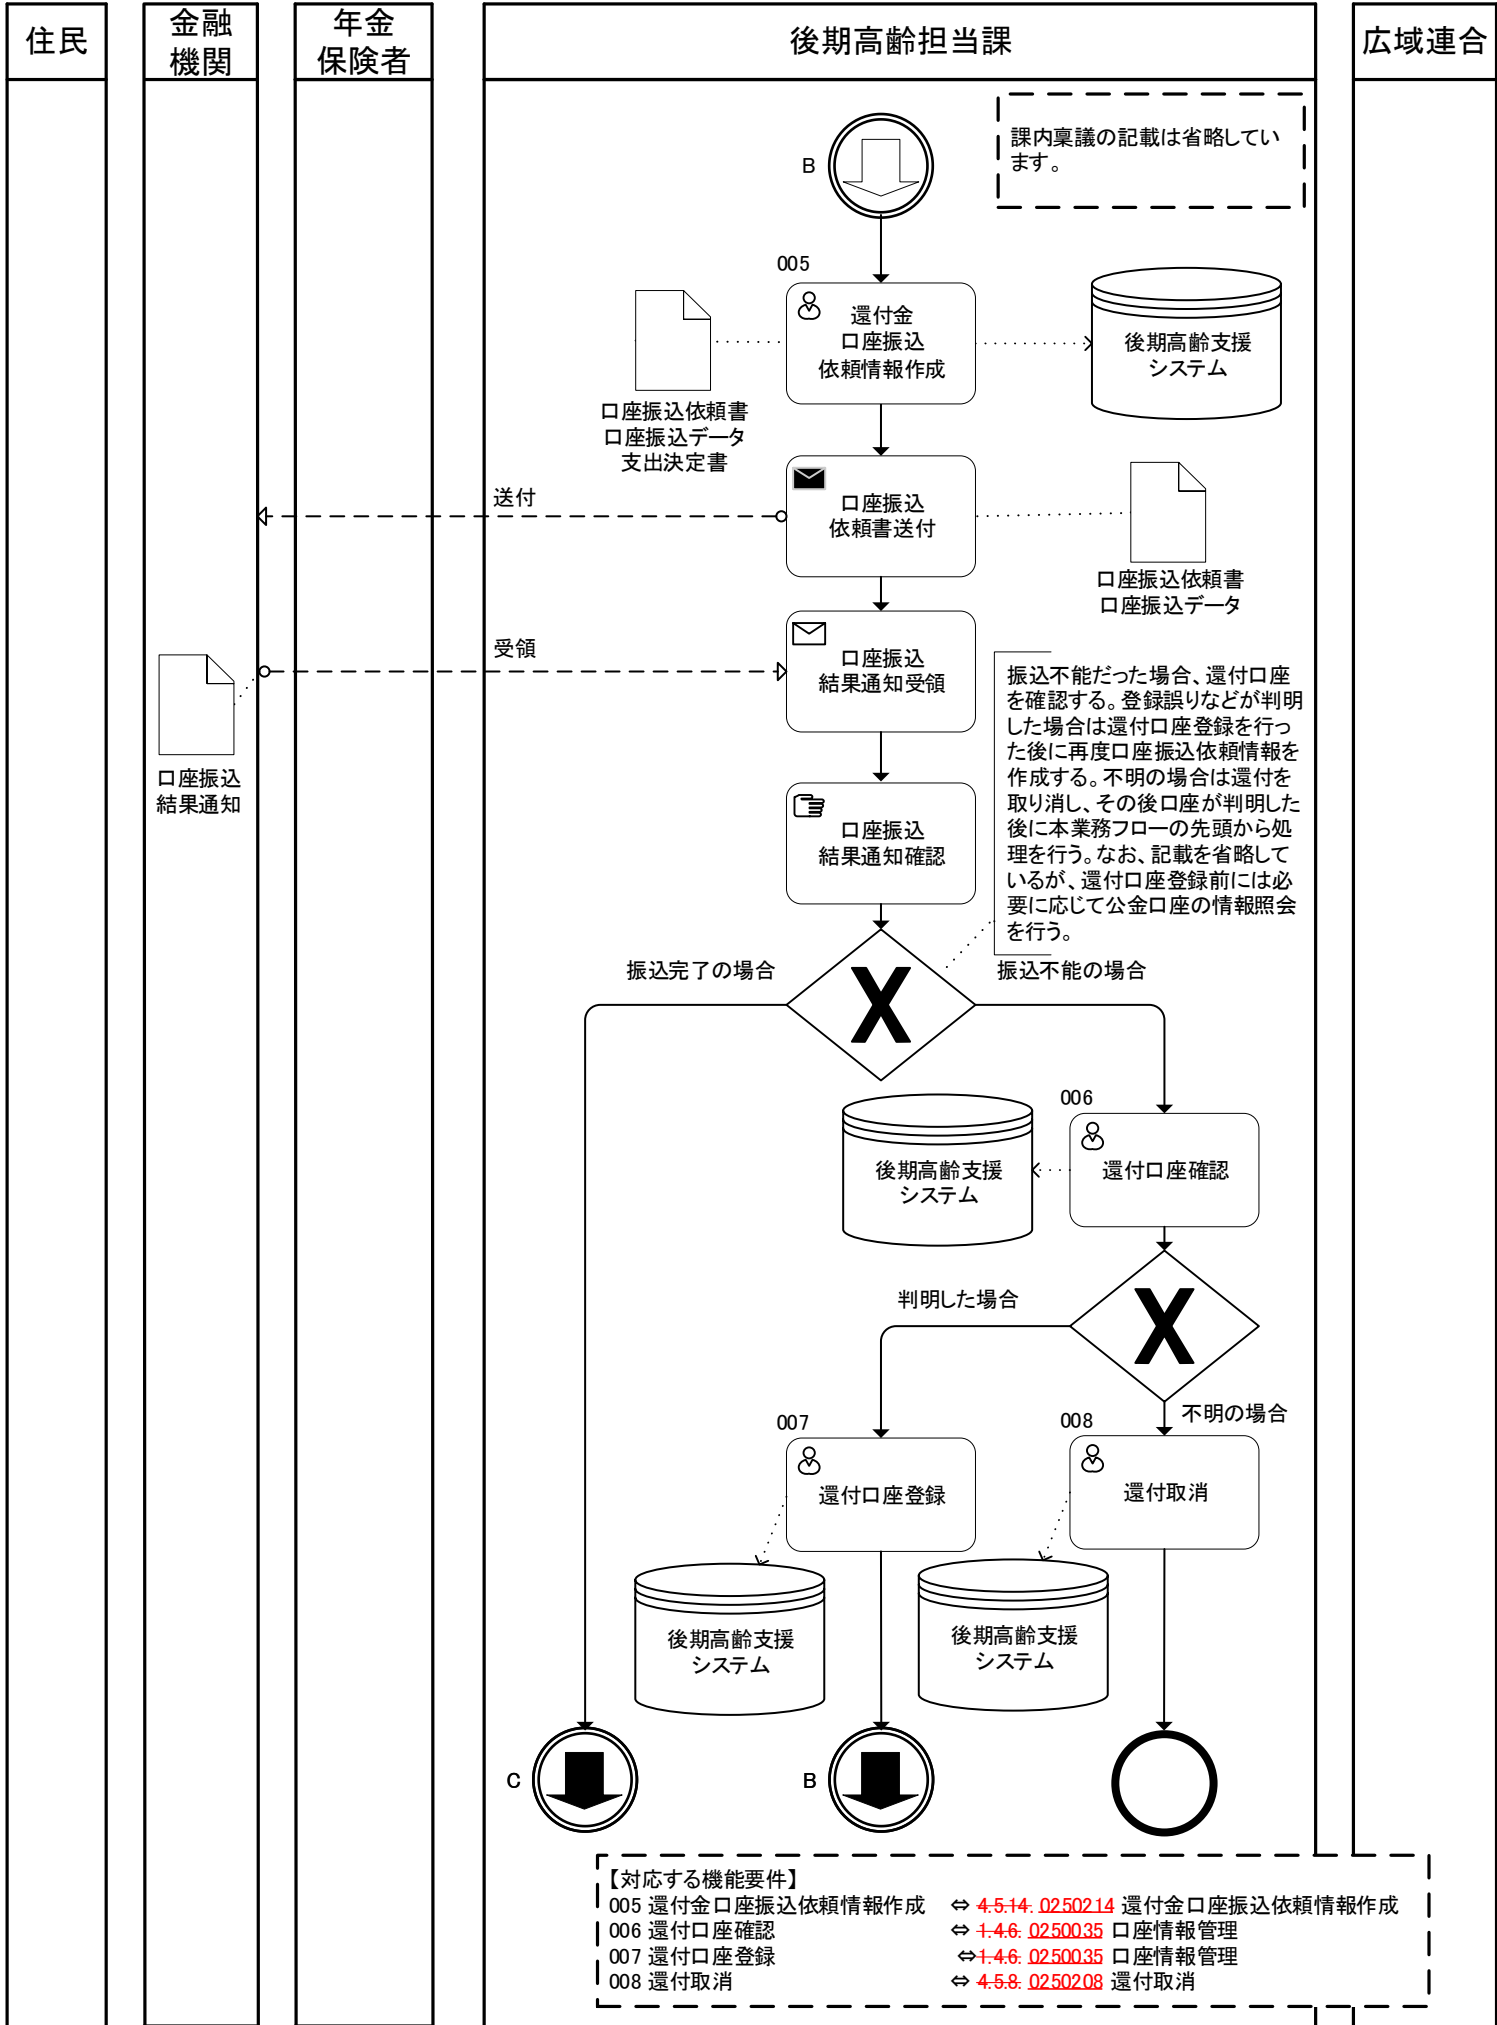 住民
金融
機関
年金
保険者
後期高齢担当課
広域連合
課内稟議の記載は省略してい
ます。
B
005
還付金
口座振込
依頼情報作成
後期高齢支援
システム
口座振込依頼書
口座振込データ
支出決定書
送付
口座振込
依頼書送付
口座振込依頼書
口座振込データ
受領
口座振込
結果通知受領
口座振込
結果通知
振込不能だった場合、還付口座
を確認する。登録誤りなどが判明
した場合は還付口座登録を行っ
た後に再度口座振込依頼情報を
作成する。不明の場合は還付を
取り消し、その後口座が判明した
後に本業務フローの先頭から処
理を行う。なお、記載を省略して
いるが、還付口座登録前には必
要に応じて公金口座の情報照会
を行う。
口座振込
結果通知確認
振込完了の場合
X
振込不能の場合
006
還付口座確認
後期高齢支援
システム
判明した場合
X
不明の場合
007
還付口座登録
008
還付取消
後期高齢支援
システム
後期高齢支援
システム
C
B
【対応する機能要件】
005 還付金口座振込依頼情報作成 ⇔ 4.5.14. 0250214 還付金口座振込依頼情報作成
006 還付口座確認 ⇔ 1.4.6. 0250035 口座情報管理
007 還付口座登録 ⇔1.4.6. 0250035 口座情報管理
008 還付取消 ⇔ 4.5.8. 0250208 還付取消